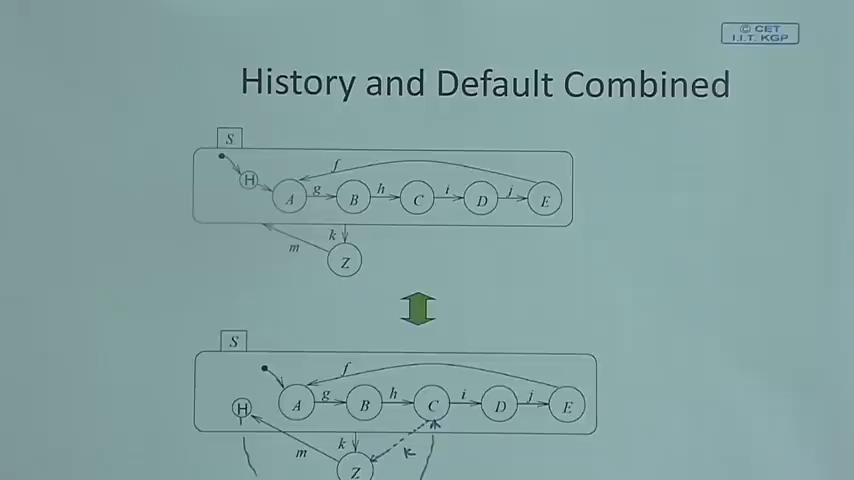 © CET
I.I.T. KGP
History and Default Combined
S
f
H
A g B h C i D j E
k
m
Z
S
f
H
A g B h C i D j E
k
m
K
Z